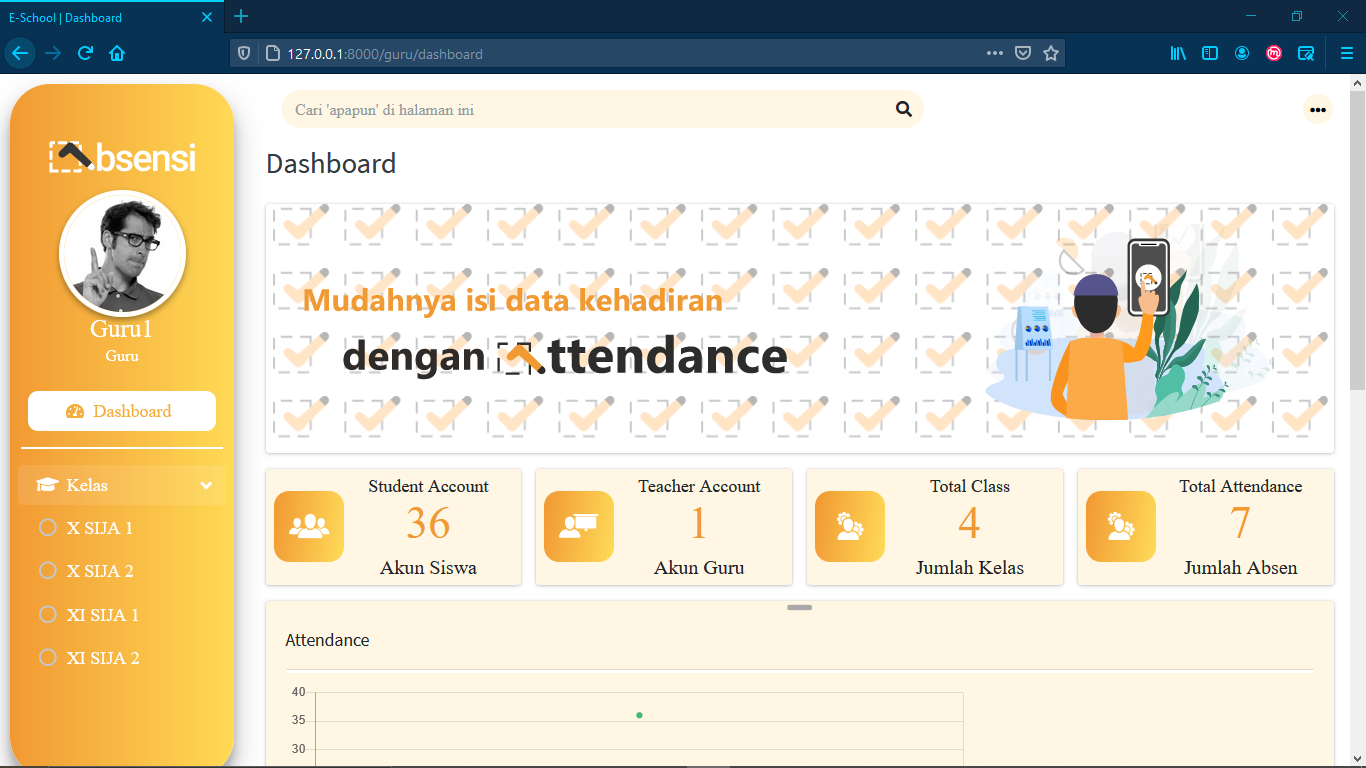 E-School | Dashboard
127.0.0.1:8000/guru/dashboard
.bsensi
Guru1
Guru
Dashboard
Kelas
X SIJA 1
X SIJA 2
XI SIJA 1
XI SIJA 2
Cari 'apapun' di halaman ini
Dashboard
Mudahnya isi data kehadiran
dengan .ttendance
Student Account
36
Akun Siswa
Teacher Account
1
Akun Guru
Total Class
4
Jumlah Kelas
Total Attendance
7
Jumlah Absen
Attendance
40
35
30